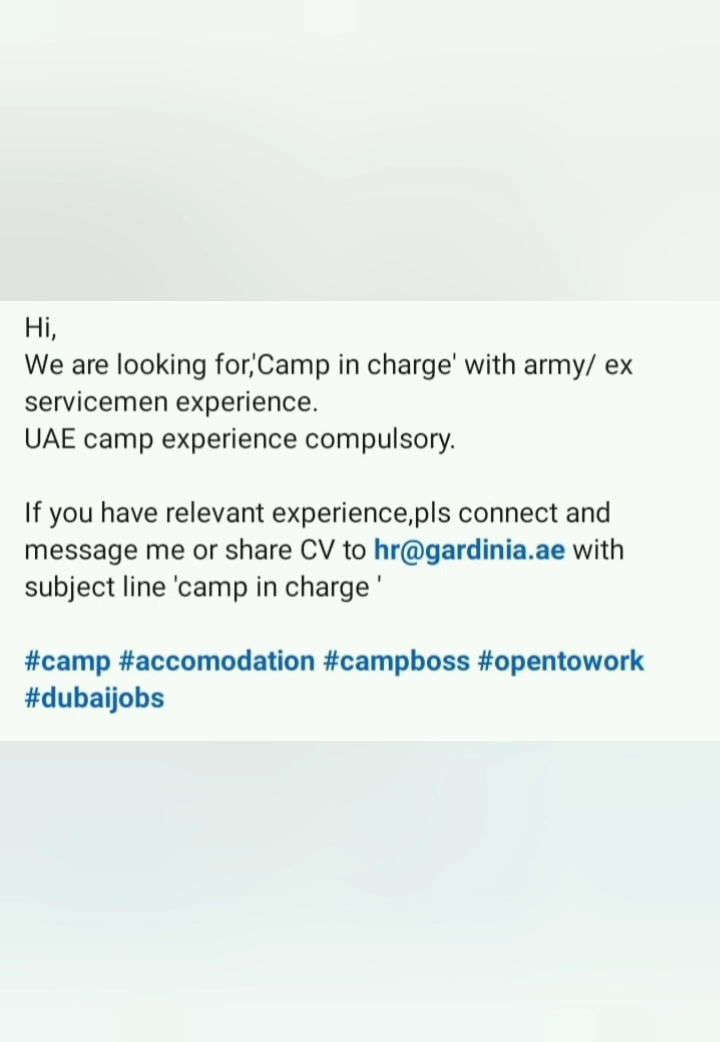 Hi,
We are looking for,'Camp in charge' with army/ ex
servicemen experience.
UAE camp experience compulsory.
If you have relevant experience,pls connect and
message me or share CV to hr@gardinia.ae with
subject line 'camp in charge '
#camp #accomodation #campboss #opentowork
#dubaijobs